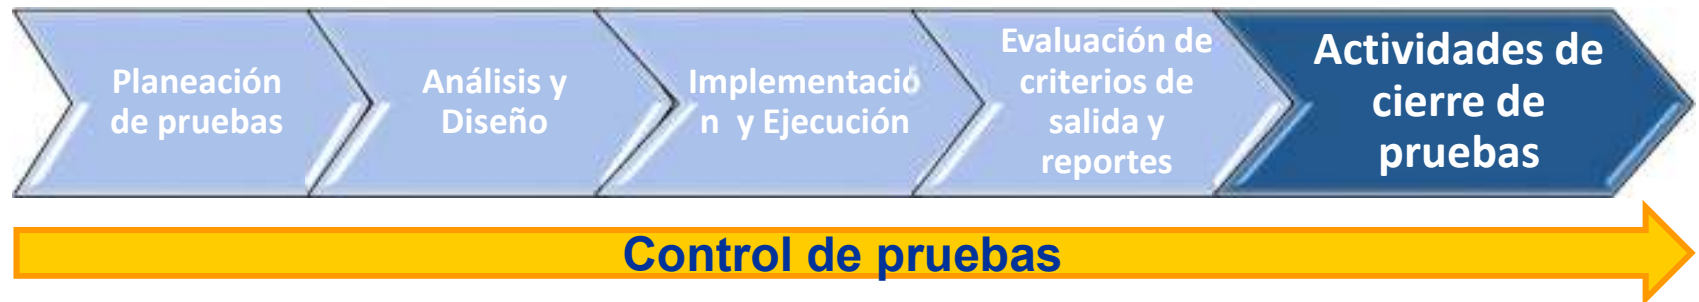 Planeación
de pruebas
Análisis y
Diseño
Implementació
n y Ejecución
Evaluación de
criterios de
salida y
reportes
Actividades de
cierre de
pruebas
Control de pruebas